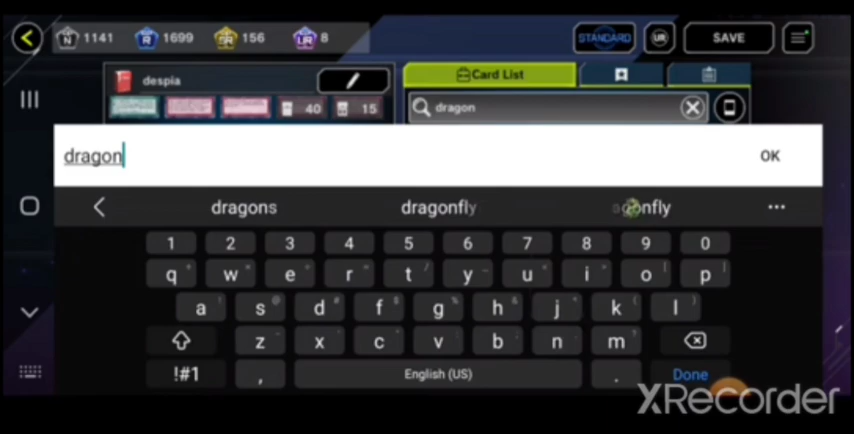 N 1141 R 1699 SR 156 UR 8 STANDARD UR SAVE
despia Card List
40 15 dragon
dragon OK
dragons dragonfly
1 2 3 4 5 6 7 8 9 0
q w e r t y u i o p
a s d f g h j k l
z x c v b n m
!#1 , English (US) . Done
XRecorder